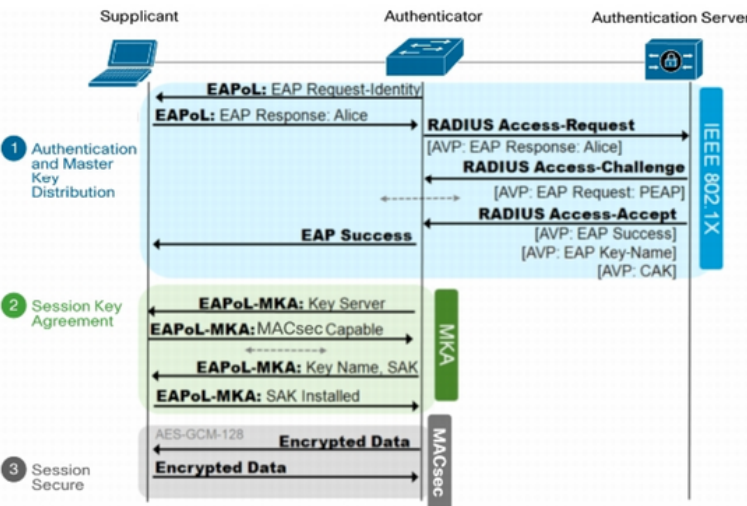 Supplicant
Authenticator
Authentication Server
EAPoL: EAP Request-Identity
EAPoL: EAP Response: Alice
RADIUS Access-Request
[AVP: EAP Response: Alice]
RADIUS Access-Challenge
[AVP: EAP Request: PEAP]
RADIUS Access-Accept
EAP Success
[AVP: EAP Success]
[AVP: EAP Key-Name]
[AVP: CAK]
1 Authentication
and Master
Key
Distribution
IEEE 802.1X
2 Session Key
Agreement
EAPoL-MKA: Key Server
EAPoL-MKA: MACsec Capable
EAPoL-MKA: Key Name, SAK
EAPoL-MKA: SAK Installed
MKA
3 Session
Secure
AES-GCM-128
Encrypted Data
Encrypted Data
MACsec